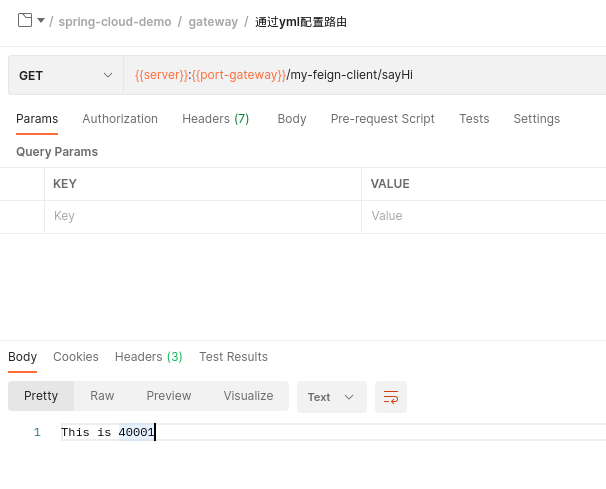 / spring-cloud-demo / gateway / 通过yml配置路由
GET {{server}}:{{port-gateway}}/my-feign-client/sayHi
Params Authorization Headers (7) Body Pre-request Script Tests Settings
Query Params
KEY VALUE
Key Value
Body Cookies Headers (3) Test Results
Pretty Raw Preview Visualize Text
1 This is 40001